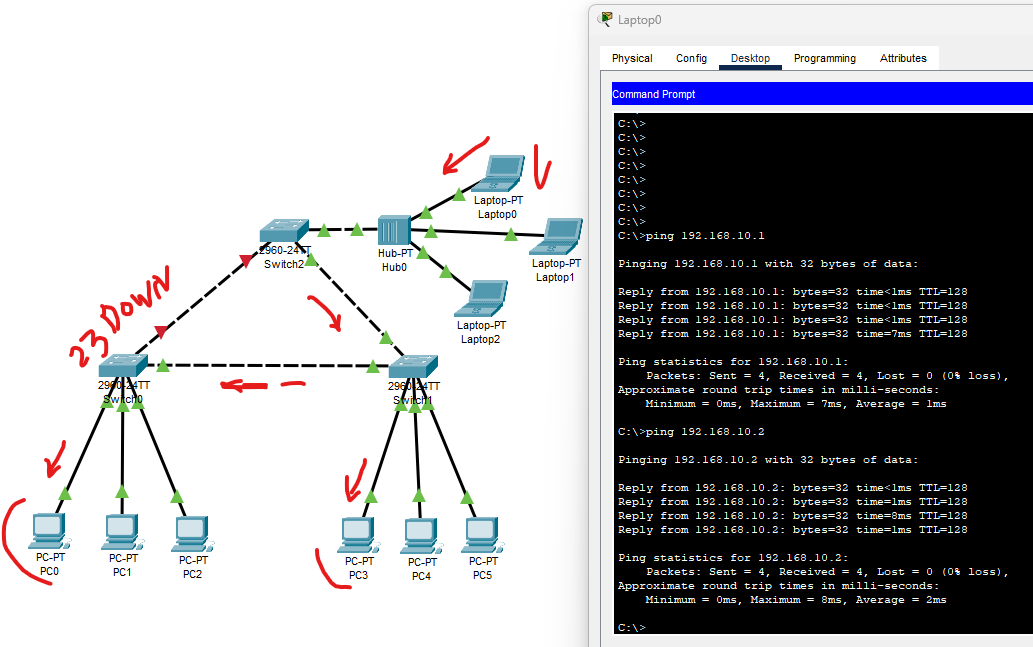 Laptop0
Physical Config Desktop Programming Attributes
Command Prompt
C:\>
C:\>
C:\>
C:\>
C:\>
C:\>
C:\>
C:\>
C:\>ping 192.168.10.1
Pinging 192.168.10.1 with 32 bytes of data:
Reply from 192.168.10.1: bytes=32 time<1ms TTL=128
Reply from 192.168.10.1: bytes=32 time<1ms TTL=128
Reply from 192.168.10.1: bytes=32 time<1ms TTL=128
Reply from 192.168.10.1: bytes=32 time=7ms TTL=128
Ping statistics for 192.168.10.1:
Packets: Sent = 4, Received = 4, Lost = 0 (0% loss),
Approximate round trip times in milli-seconds:
Minimum = 0ms, Maximum = 7ms, Average = 1ms
C:\>ping 192.168.10.2
Pinging 192.168.10.2 with 32 bytes of data:
Reply from 192.168.10.2: bytes=32 time<1ms TTL=128
Reply from 192.168.10.2: bytes=32 time=1ms TTL=128
Reply from 192.168.10.2: bytes=32 time=8ms TTL=128
Reply from 192.168.10.2: bytes=32 time=1ms TTL=128
Ping statistics for 192.168.10.2:
Packets: Sent = 4, Received = 4, Lost = 0 (0% loss),
Approximate round trip times in milli-seconds:
Minimum = 0ms, Maximum = 8ms, Average = 2ms
C:\>
Laptop-PT
Laptop0
2960-24TT
Switch2
Hub-PT
Hub0
Laptop-PT
Laptop1
Laptop-PT
Laptop2
23 DOWN
2960-24TT
Switch0
2960-24TT
Switch1
PC-PT
PC0
PC-PT
PC1
PC-PT
PC2
PC-PT
PC3
PC-PT
PC4
PC-PT
PC5